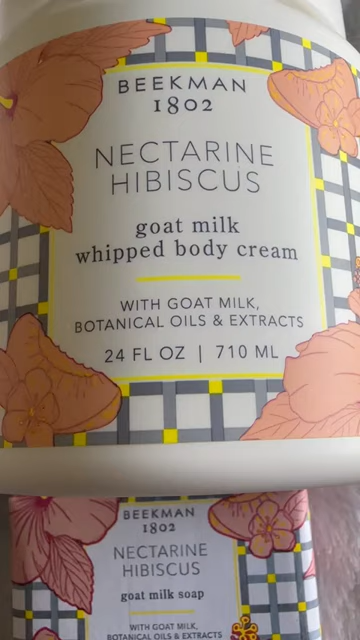 BEEKMAN
1802
NECTARINE
HIBISCUS
goat milk
whipped body cream
WITH GOAT MILK,
BOTANICAL OILS & EXTRACTS
24 FL OZ | 710 ML
BEEKMAN
1802
NECTARINE
HIBISCUS
goat milk soap
WITH GOAT MILK,
BOTANICAL OILS & EXTRACTS